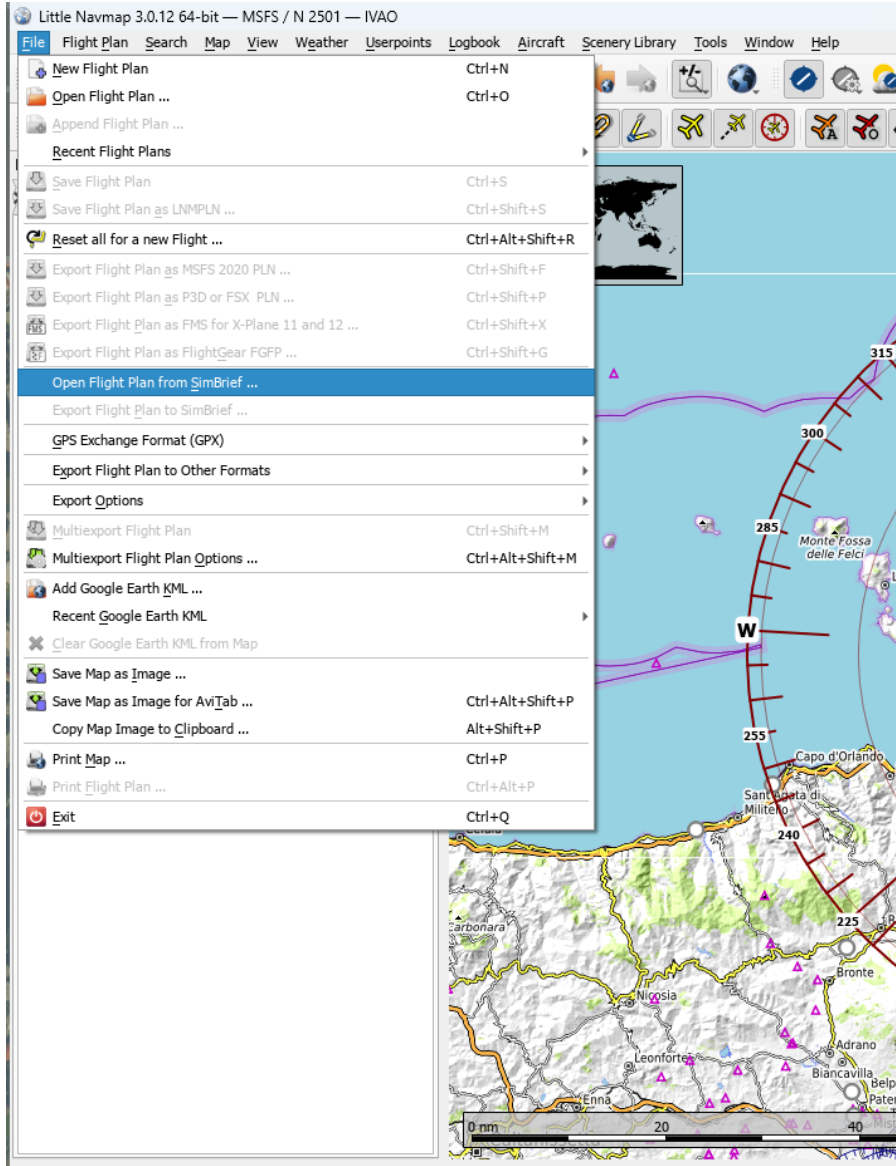 Little Navmap 3.0.12 64-bit — MSFS / N 2501 — IVAO
File Flight Plan Search Map View Weather Userpoints Logbook Aircraft Scenery Library Tools Window Help
New Flight Plan Ctrl+N
Open Flight Plan ... Ctrl+O
Append Flight Plan ...
Recent Flight Plans
Save Flight Plan Ctrl+S
Save Flight Plan as LNMPLN ... Ctrl+Shift+S
Reset all for a new Flight ... Ctrl+Alt+Shift+R
Export Flight Plan as MSFS 2020 PLN ... Ctrl+Shift+F
Export Flight Plan as P3D or FSX PLN ... Ctrl+Shift+P
Export Flight Plan as FMS for X-Plane 11 and 12 ... Ctrl+Shift+X
Export Flight Plan as FlightGear FGFP ... Ctrl+Shift+G
Open Flight Plan from SimBrief ...
Export Flight Plan to SimBrief ...
GPS Exchange Format (GPX)
Export Flight Plan to Other Formats
Export Options
Multiexport Flight Plan Ctrl+Shift+M
Multiexport Flight Plan Options ... Ctrl+Alt+Shift+M
Add Google Earth KML ...
Recent Google Earth KML
Clear Google Earth KML from Map
Save Map as Image ...
Save Map as Image for AviTab ... Ctrl+Alt+Shift+P
Copy Map Image to Clipboard ... Alt+Shift+P
Print Map ... Ctrl+P
Print Flight Plan ... Ctrl+Alt+P
Exit Ctrl+Q
A O
FMS
315
300
285
Monte Fossa
delle Felci
W
255
Capo d'Orlando
Sant'Agata di
Militello
240
225
Carbonara
Bronte
Nicosia
Adrano
Leonforte
Biancavilla
Belp
Pater
Enna
Mist
0 nm 20 40
Caltanissetta